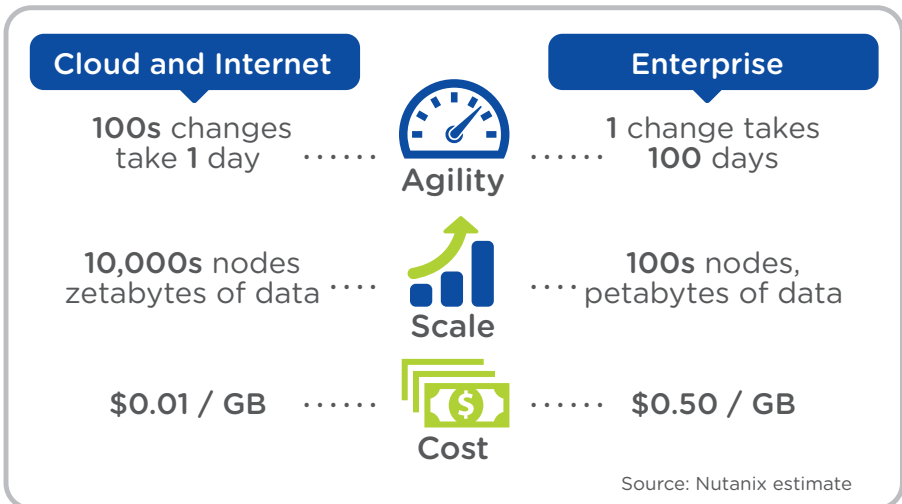 Cloud and Internet
Enterprise
100s changes
take 1 day
Agility
1 change takes
100 days
10,000s nodes
zetabytes of data
Scale
100s nodes,
petabytes of data
$0.01 / GB
$
Cost
$0.50 / GB
Source: Nutanix estimate